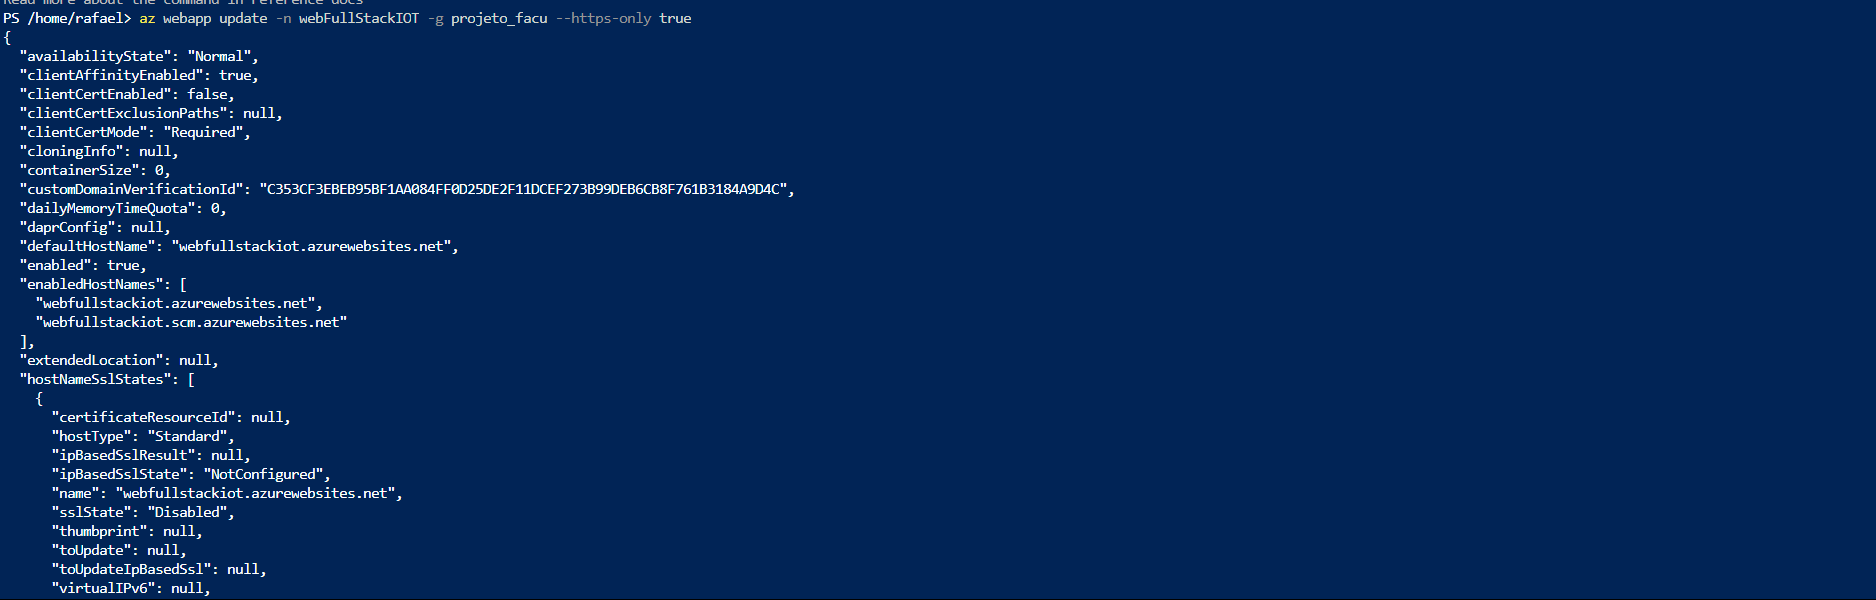 Read more about the command in reference docs
PS /home/rafael> az webapp update -n webFullStackIOT -g projeto_facu --https-only true
{
  "availabilityState": "Normal",
  "clientAffinityEnabled": true,
  "clientCertEnabled": false,
  "clientCertExclusionPaths": null,
  "clientCertMode": "Required",
  "cloningInfo": null,
  "containerSize": 0,
  "customDomainVerificationId": "C353CF3EBEB95BF1AA084FF0D25DE2F11DCEF273B99DEB6CB8F761B3184A9D4C",
  "dailyMemoryTimeQuota": 0,
  "daprConfig": null,
  "defaultHostName": "webfullstackiot.azurewebsites.net",
  "enabled": true,
  "enabledHostNames": [
    "webfullstackiot.azurewebsites.net",
    "webfullstackiot.scm.azurewebsites.net"
  ],
  "extendedLocation": null,
  "hostNameSslStates": [
    {
      "certificateResourceId": null,
      "hostType": "Standard",
      "ipBasedSslResult": null,
      "ipBasedSslState": "NotConfigured",
      "name": "webfullstackiot.azurewebsites.net",
      "sslState": "Disabled",
      "thumbprint": null,
      "toUpdate": null,
      "toUpdateIpBasedSsl": null,
      "virtualIPv6": null,